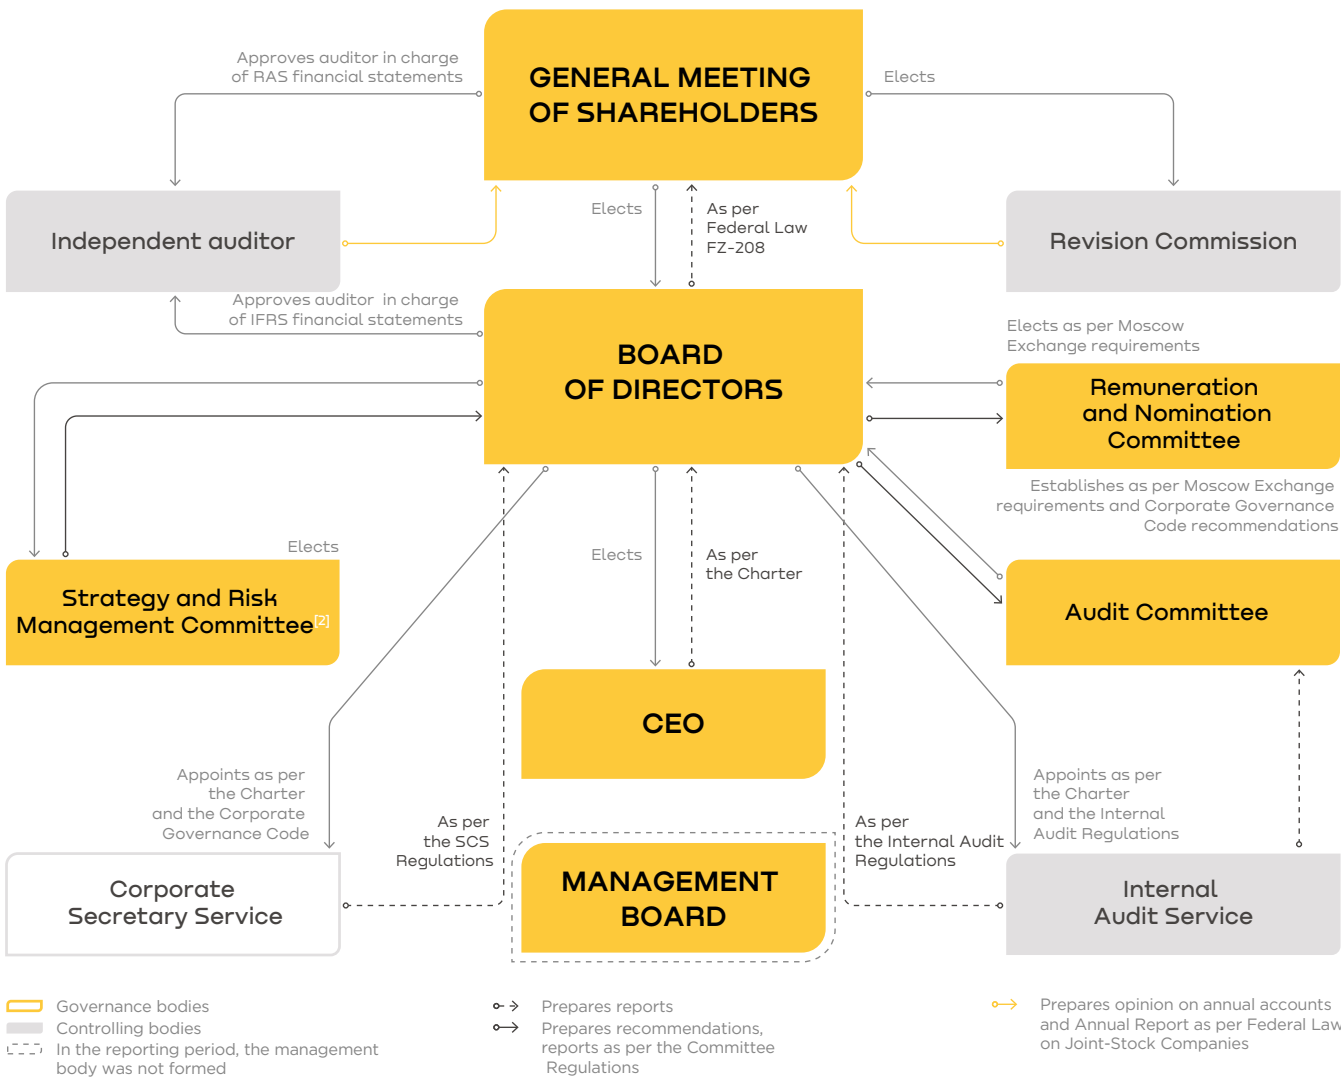 Approves auditor in charge
of RAS financial statements
GENERAL MEETING
OF SHAREHOLDERS
Elects
Independent auditor
Elects
As per
Federal Law
FZ-208
Revision Commission
Approves auditor in charge
of IFRS financial statements
BOARD
OF DIRECTORS
Elects as per Moscow
Exchange requirements
Remuneration
and Nomination
Committee
Establishes as per Moscow Exchange
requirements and Corporate Governance
Code recommendations
Elects
Strategy and Risk
Management Committee[2]
Elects
As per
the Charter
Audit Committee
CEO
Appoints as per
the Charter
and the Corporate
Governance Code
As per
the SCS
Regulations
As per
the Internal Audit
Regulations
Appoints as per
the Charter
and the Internal
Audit Regulations
Corporate
Secretary Service
MANAGEMENT
BOARD
Internal
Audit Service
Governance bodies
Controlling bodies
In the reporting period, the management
body was not formed
Prepares reports
Prepares recommendations,
reports as per the Committee
Regulations
Prepares opinion on annual accounts
and Annual Report as per Federal Law
on Joint-Stock Companies